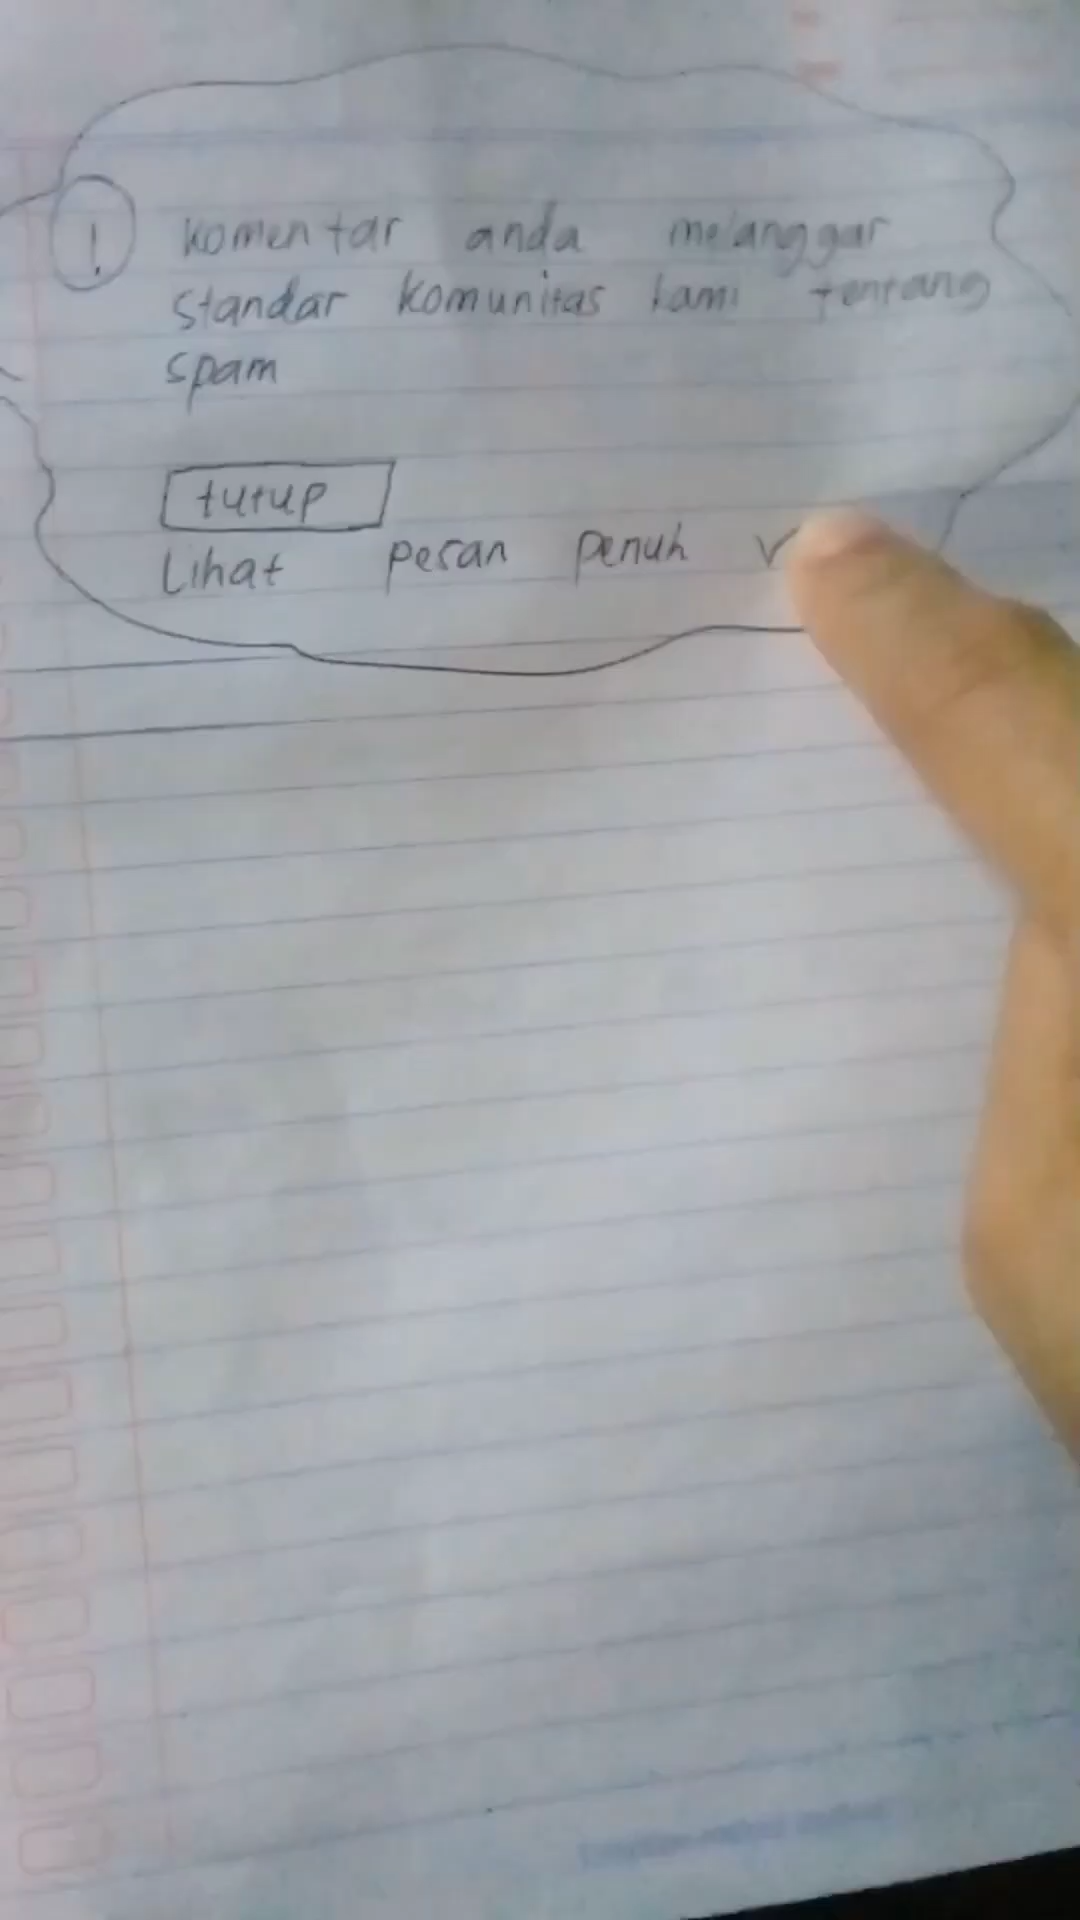 ! komentar anda melanggar
standar komunitas kami tentang
spam
tutup
Lihat pesan penuh v